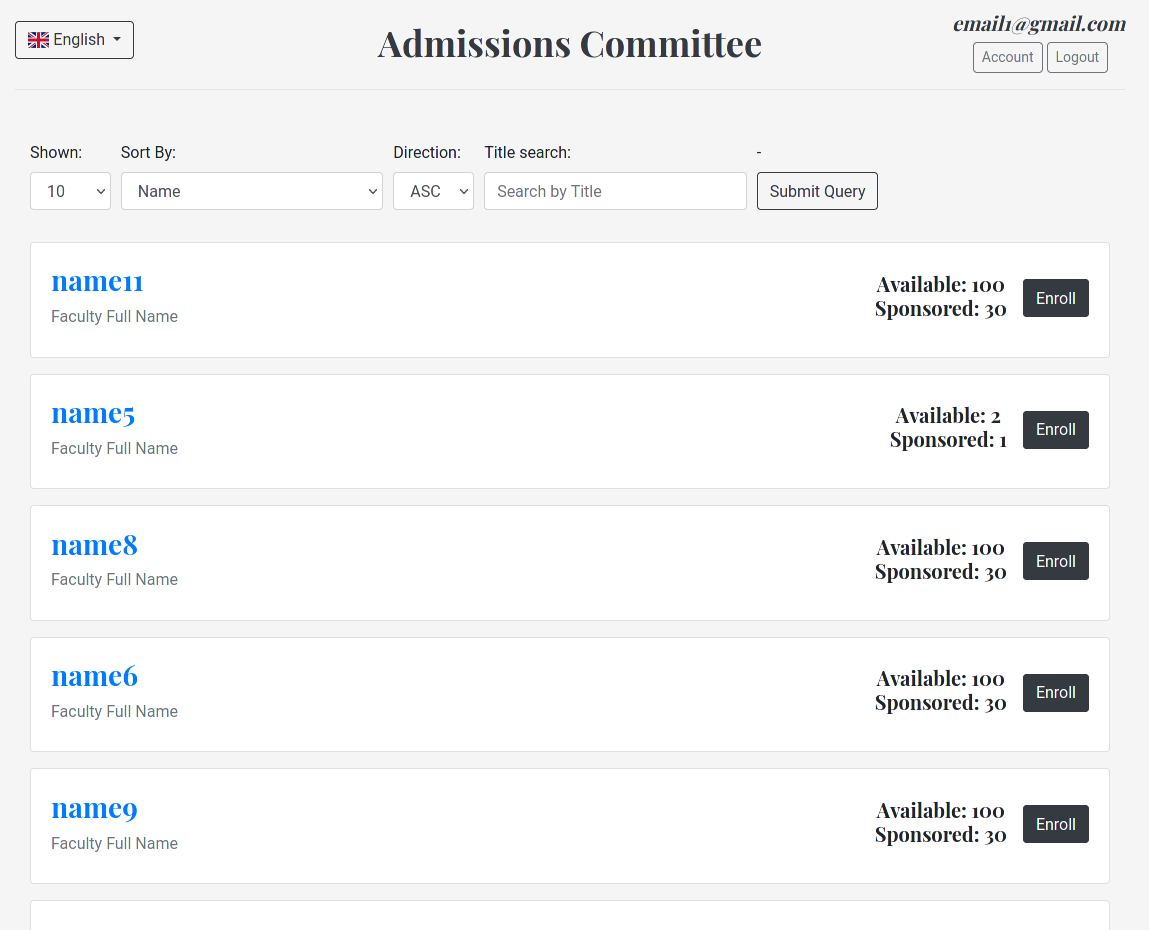 English
Admissions Committee
email1@gmail.com
Account Logout
Shown: Sort By: Direction: Title search: -
10 Name ASC Search by Title Submit Query
name11
Faculty Full Name
Available: 100
Sponsored: 30
Enroll
name5
Faculty Full Name
Available: 2
Sponsored: 1
Enroll
name8
Faculty Full Name
Available: 100
Sponsored: 30
Enroll
name6
Faculty Full Name
Available: 100
Sponsored: 30
Enroll
name9
Faculty Full Name
Available: 100
Sponsored: 30
Enroll